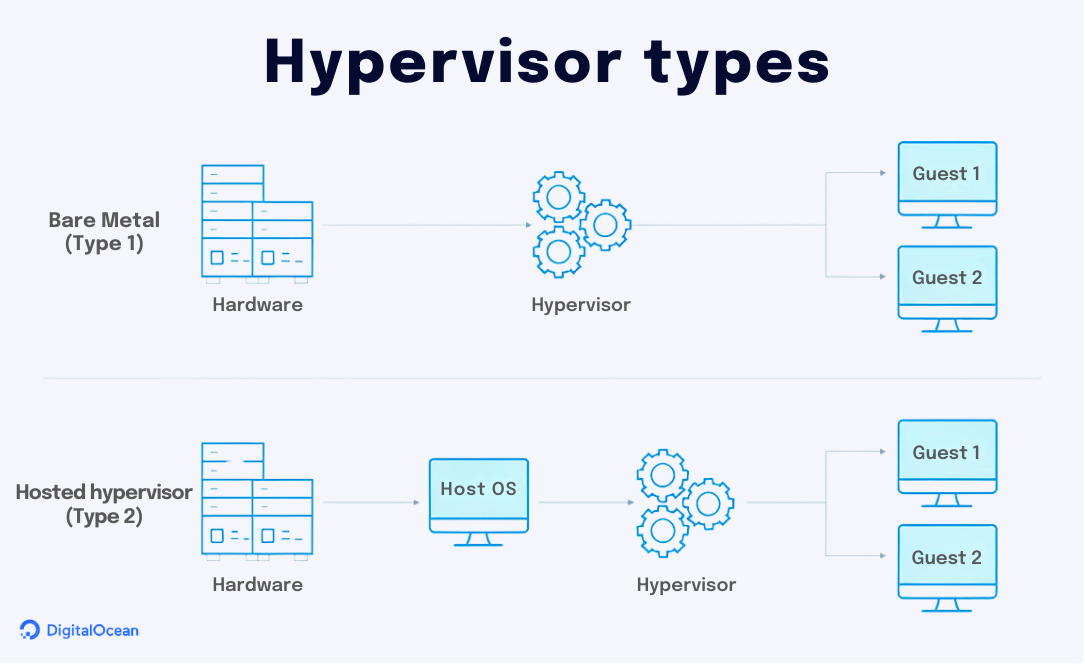 Hypervisor types
Bare Metal
(Type 1)
Hardware
Hypervisor
Guest 1
Guest 2
Hosted hypervisor
(Type 2)
Hardware
Host OS
Hypervisor
Guest 1
Guest 2
DigitalOcean